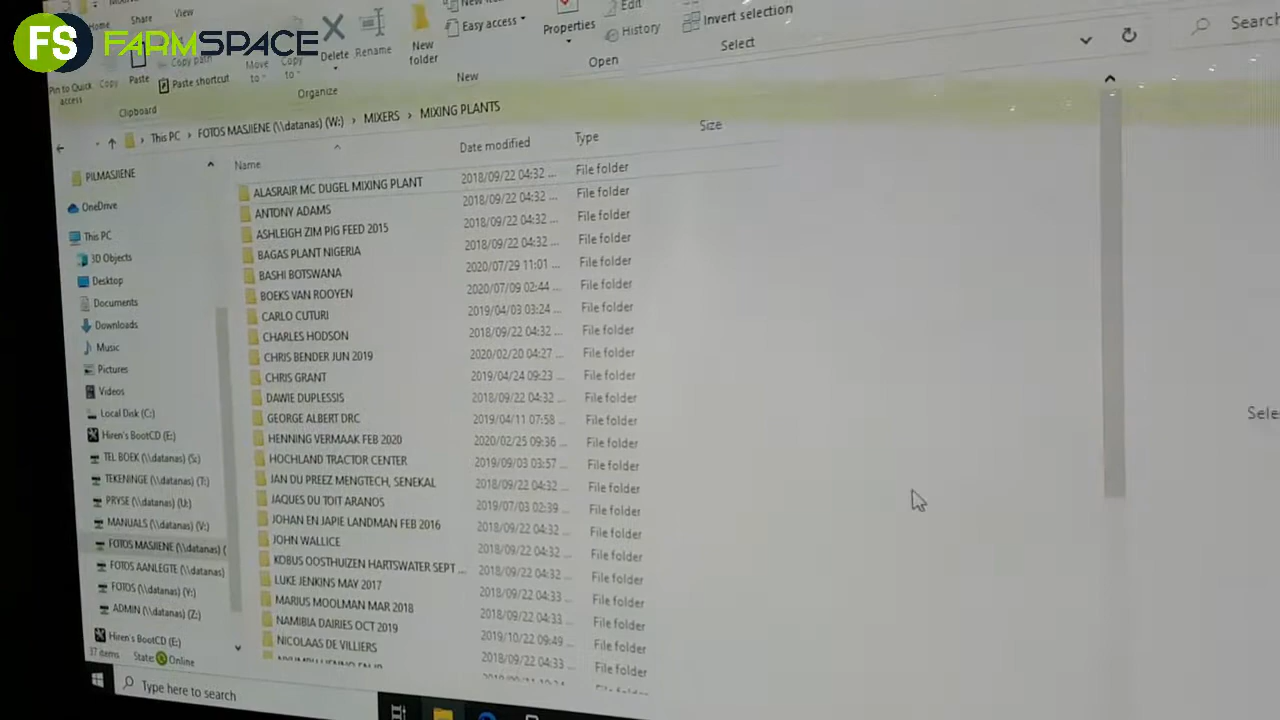 FS FARMSPACE
Home Share View
Pin to Quick access
Copy
Paste
Copy path
Paste shortcut
Clipboard
Move to
Copy to
Delete
Rename
Organize
New folder
Easy access
New
Properties
Edit
History
Open
Invert selection
Select
This PC > FOTOS MASJIENE (\\datanas) (W:) > MIXERS > MIXING PLANTS
Search
Name Date modified Type Size
PILMASJIENE
OneDrive
This PC
3D Objects
Desktop
Documents
Downloads
Music
Pictures
Videos
Local Disk (C:)
Hiren's BootCD (E:)
TEL BOEK (\\datanas) (S:)
TEKENINGE (\\datanas) (T:)
PRYSE (\\datanas) (U:)
MANUALS (\\datanas) (V:)
FOTOS MASJIENE (\\datanas) (
FOTOS AANLEGTE (\\datanas)
FOTOS (\\datanas) (Y:)
ADMIN (\\datanas) (Z:)
Hiren's BootCD (E:)
ALASRAIR MC DUGEL MIXING PLANT 2018/09/22 04:32 ... File folder
ANTONY ADAMS 2018/09/22 04:32 ... File folder
ASHLEIGH ZIM PIG FEED 2015 2018/09/22 04:32 ... File folder
BAGAS PLANT NIGERIA 2018/09/22 04:32 ... File folder
BASHI BOTSWANA 2020/07/29 11:01 ... File folder
BOEKS VAN ROOYEN 2020/07/09 02:44 ... File folder
CARLO CUTURI 2019/04/03 03:24 ... File folder
CHARLES HODSON 2018/09/22 04:32 ... File folder
CHRIS BENDER JUN 2019 2020/02/20 04:27 ... File folder
CHRIS GRANT 2019/04/24 09:23 ... File folder
DAWIE DUPLESSIS 2018/09/22 04:32 ... File folder
GEORGE ALBERT DRC 2019/04/11 07:58 ... File folder
HENNING VERMAAK FEB 2020 2020/02/25 09:36 ... File folder
HOCHLAND TRACTOR CENTER 2019/09/03 03:57 ... File folder
JAN DU PREEZ MENGTECH, SENEKAL 2018/09/22 04:32 ... File folder
JAQUES DU TOIT ARANOS 2019/07/03 02:39 ... File folder
JOHAN EN JAPIE LANDMAN FEB 2016 2018/09/22 04:32 ... File folder
JOHN WALLICE 2018/09/22 04:32 ... File folder
KOBUS OOSTHUIZEN HARTSWATER SEPT ... 2018/09/22 04:32 ... File folder
LUKE JENKINS MAY 2017 2018/09/22 04:33 ... File folder
MARIUS MOOLMAN MAR 2018 2018/09/22 04:33 ... File folder
NAMIBIA DAIRIES OCT 2019 2019/10/22 09:49 ... File folder
NICOLAAS DE VILLIERS 2018/09/22 04:33 ... File folder
Sele
37 items State: Online
Type here to search